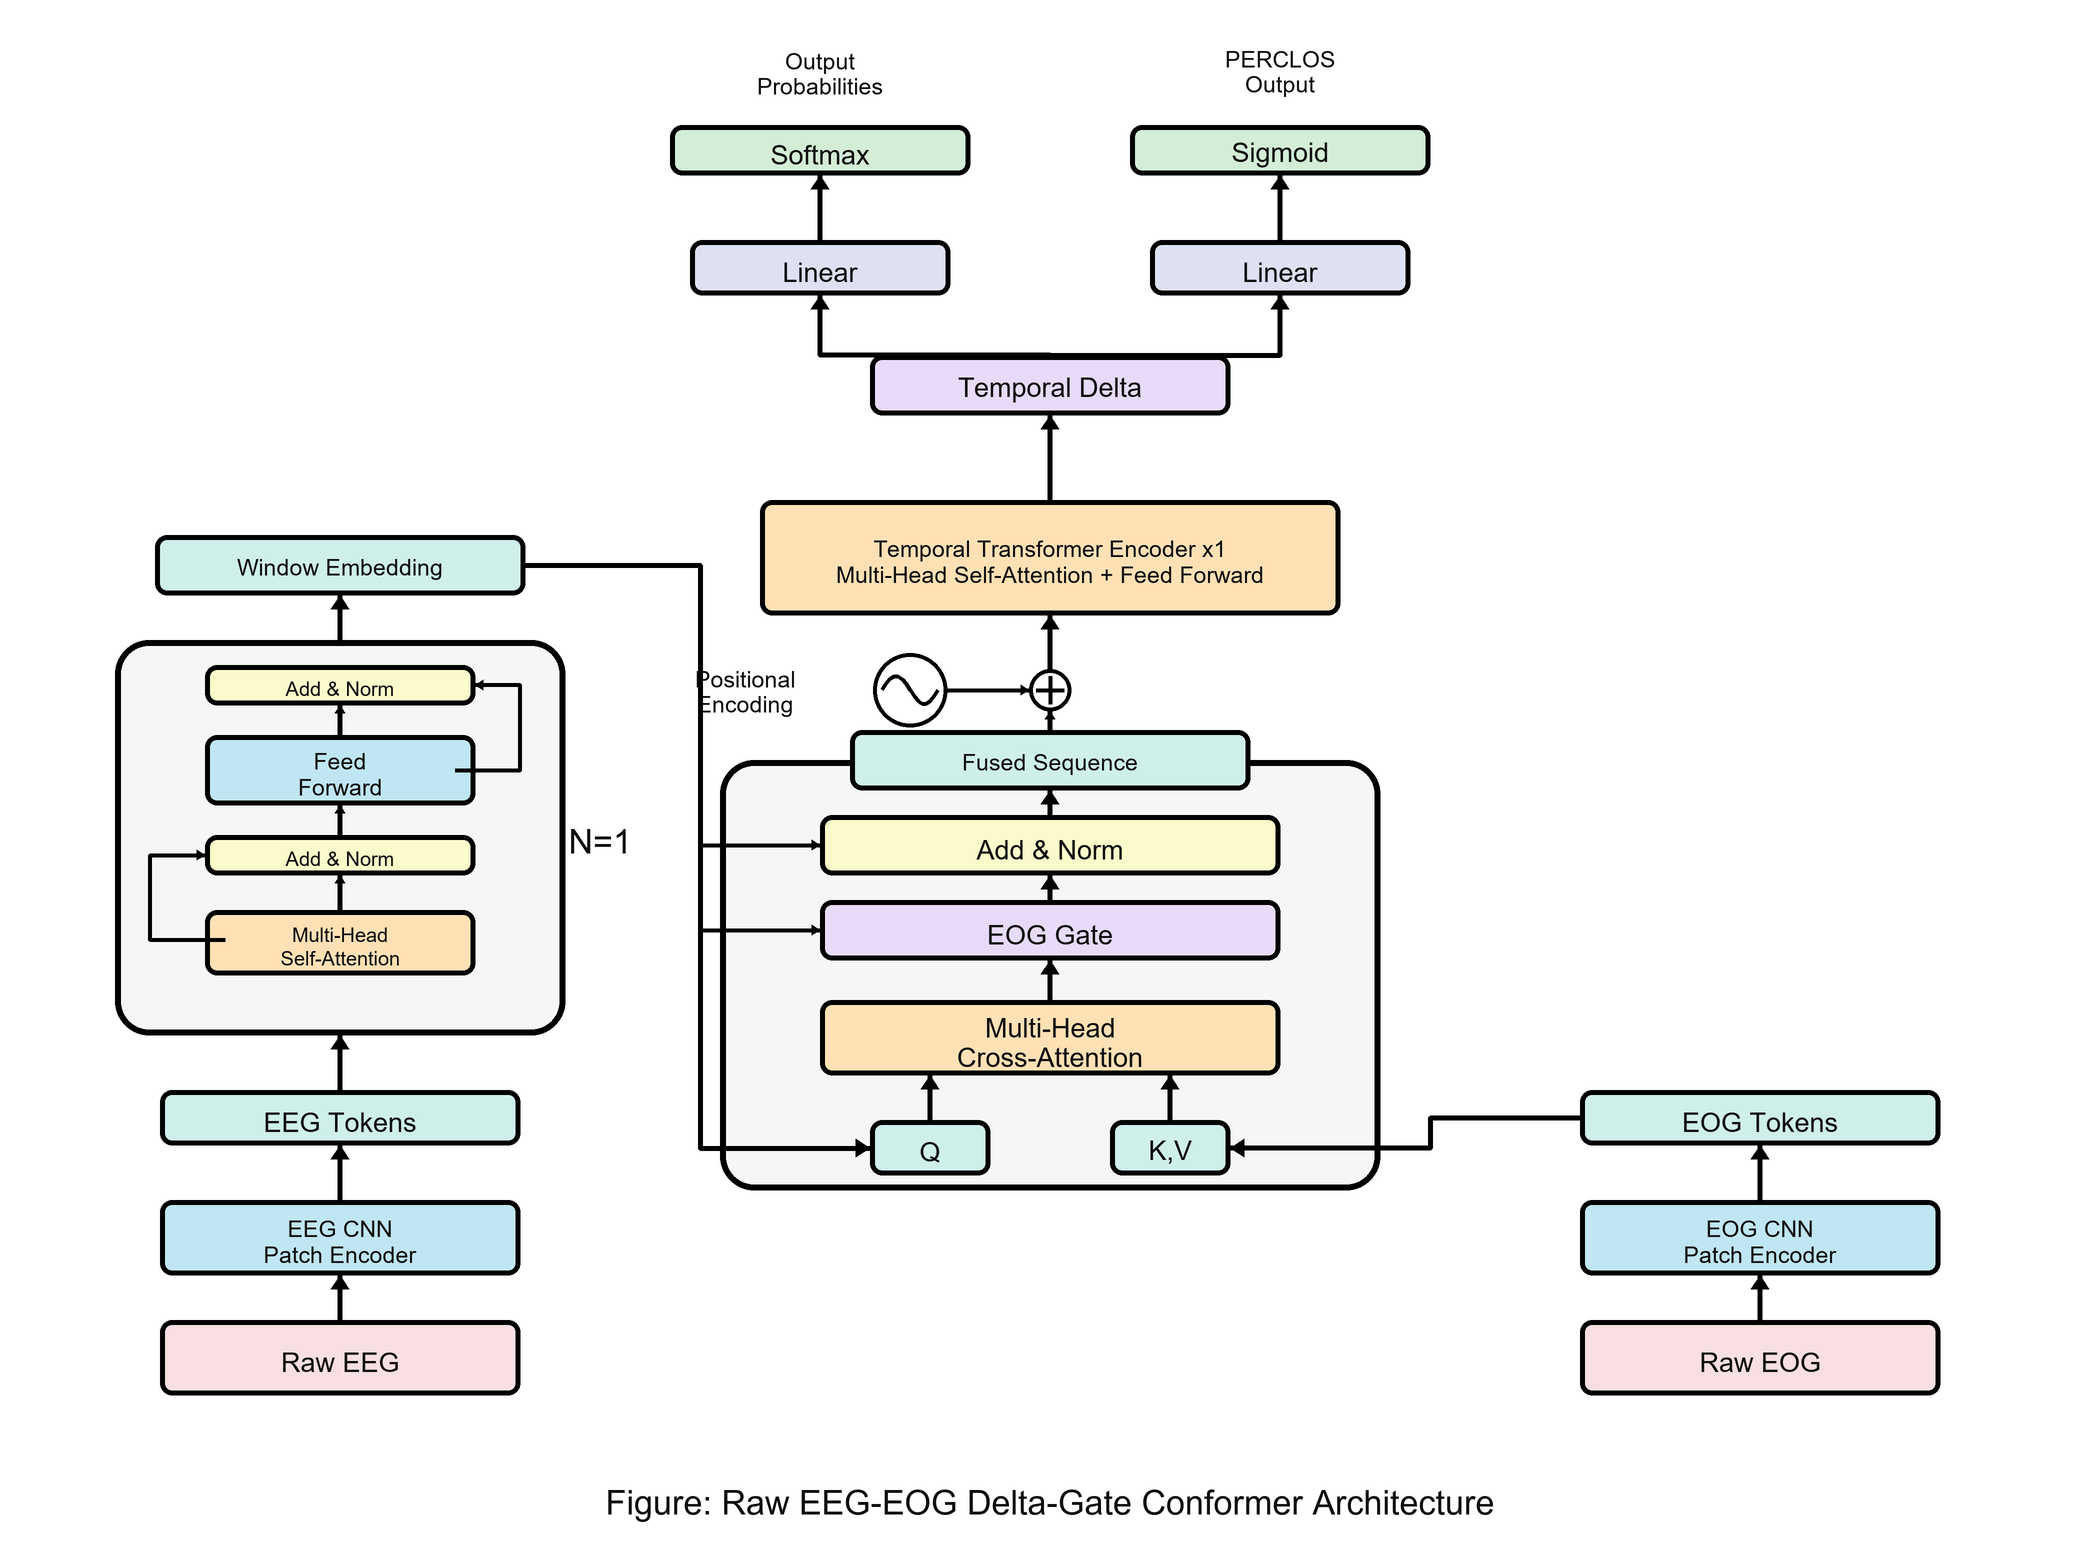 Output
Probabilities
PERCLOS
Output
Softmax
Sigmoid
Linear
Linear
Temporal Delta
Temporal Transformer Encoder x1
Multi-Head Self-Attention + Feed Forward
Window Embedding
Positional
Encoding
Add & Norm
Feed
Forward
Add & Norm
Multi-Head
Self-Attention
N=1
Fused Sequence
Add & Norm
EOG Gate
Multi-Head
Cross-Attention
Q
K,V
EEG Tokens
EOG Tokens
EEG CNN
Patch Encoder
EOG CNN
Patch Encoder
Raw EEG
Raw EOG
Figure: Raw EEG-EOG Delta-Gate Conformer Architecture